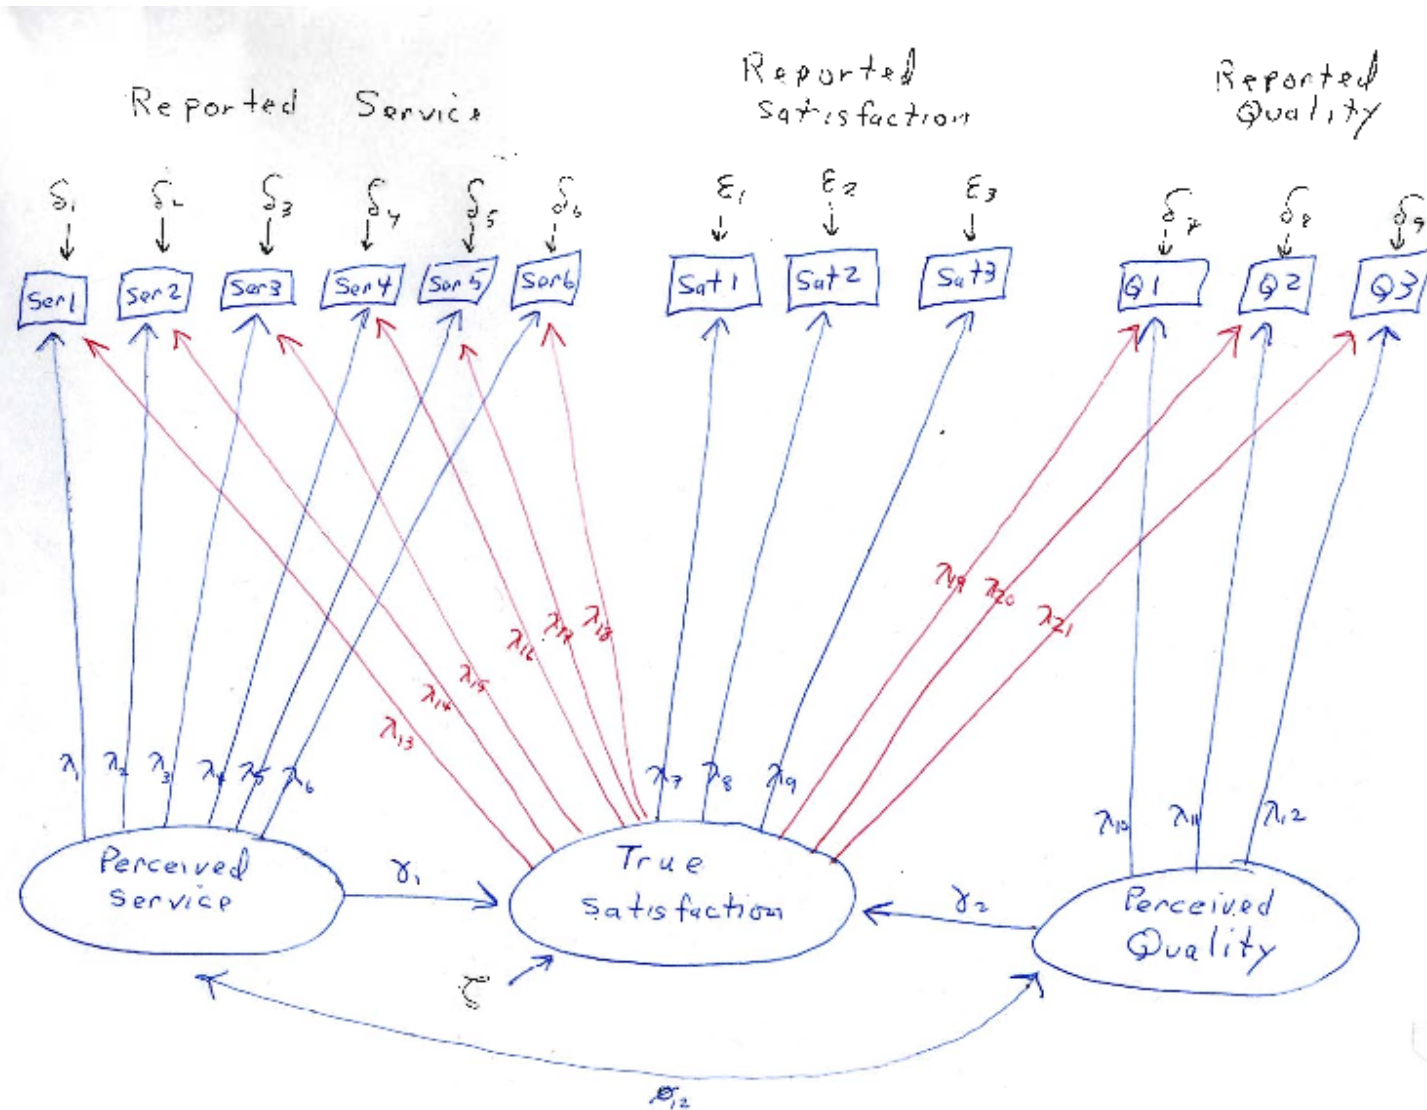 Reported Service
Reported
Satisfaction
Reported
Quality
δ1 δ2 δ3 δ4 δ5 δ6 ε1 ε2 ε3 δ7 δ8 δ9
Ser1 Ser2 Ser3 Ser4 Ser5 Ser6 Sat1 Sat2 Sat3 Q1 Q2 Q3
λ13 λ14 λ15 λ16 λ17 λ18 λ19 λ20 λ21
λ1 λ2 λ3 λ4 λ5 λ6 λ7 λ8 λ9 λ10 λ11 λ12
Perceived
Service
γ1
True
Satisfaction
γ2
Perceived
Quality
ζ
ø12